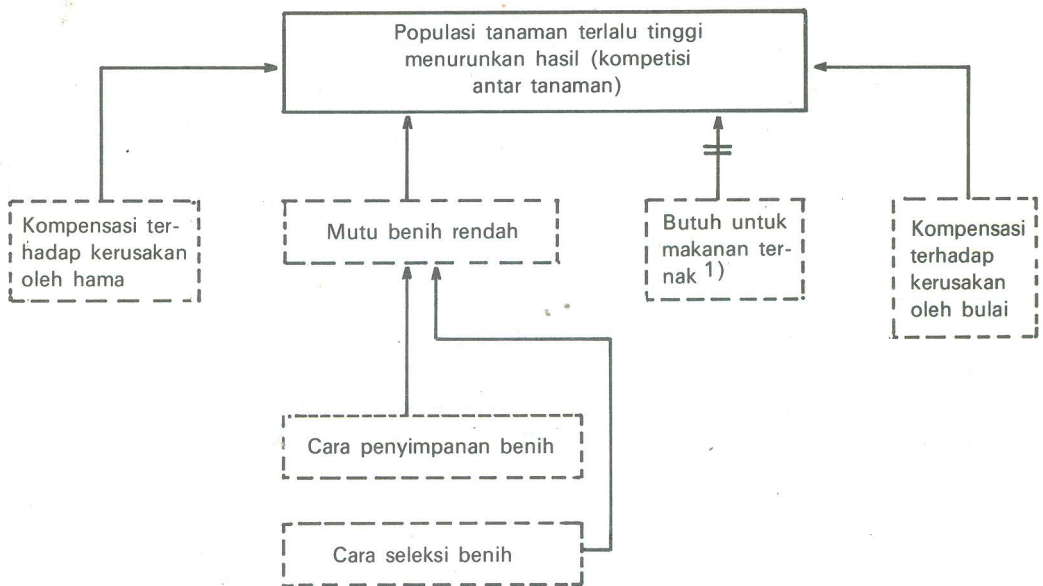 Populasi tanaman terlalu tinggi
menurunkan hasil (kompetisi
antar tanaman)
Kompensasi ter-
hadap kerusakan
oleh hama
Mutu benih rendah
Butuh untuk
makanan ter-
nak 1)
Kompensasi
terhadap
kerusakan
oleh bulai
Cara penyimpanan benih
Cara seleksi benih